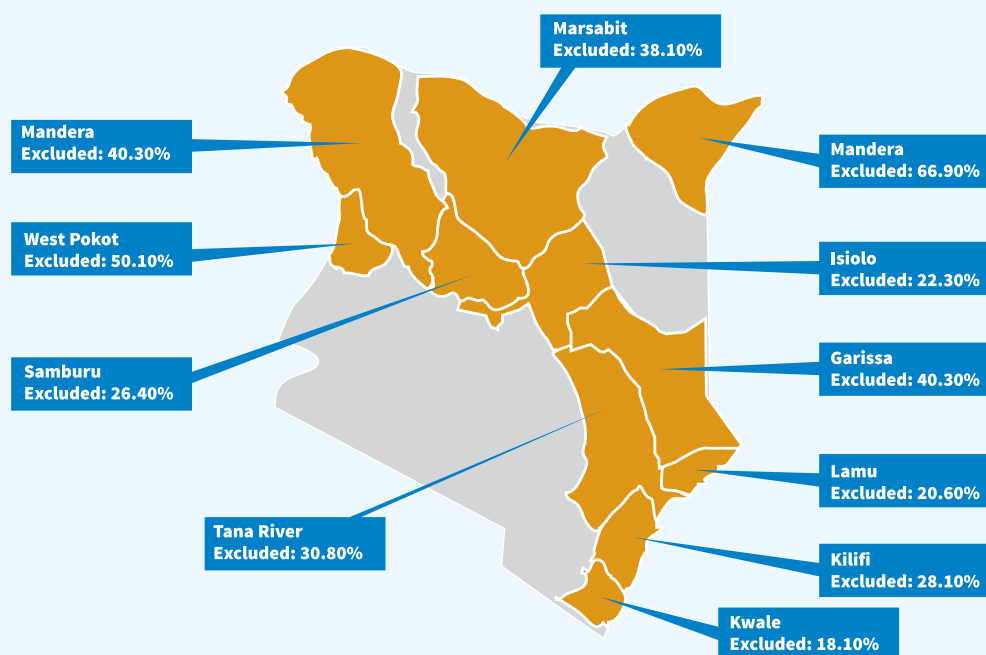 Marsabit
Excluded: 38.10%
Mandera
Excluded: 40.30%
Mandera
Excluded: 66.90%
West Pokot
Excluded: 50.10%
Isiolo
Excluded: 22.30%
Samburu
Excluded: 26.40%
Garissa
Excluded: 40.30%
Lamu
Excluded: 20.60%
Tana River
Excluded: 30.80%
Kilifi
Excluded: 28.10%
Kwale
Excluded: 18.10%